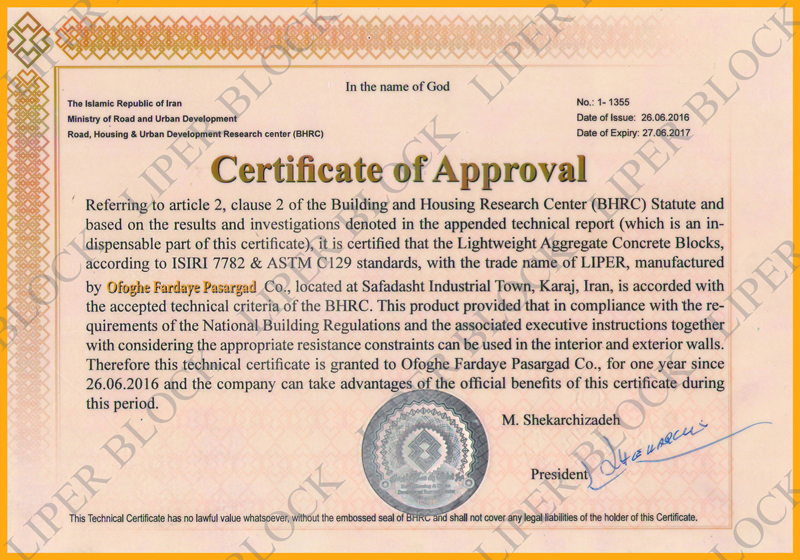 In the name of God
The Islamic Republic of Iran
Ministry of Road and Urban Development
Road, Housing & Urban Development Research center (BHRC)
No.: 1- 1355
Date of Issue: 26.06.2016
Date of Expiry: 27.06.2017
Certificate of Approval
Referring to article 2, clause 2 of the Building and Housing Research Center (BHRC) Statute and
based on the results and investigations denoted in the appended technical report (which is an in-
dispensable part of this certificate), it is certified that the Lightweight Aggregate Concrete Blocks,
according to ISIRI 7782 & ASTM C129 standards, with the trade name of LIPER, manufactured
by Ofoghe Fardaye Pasargad Co., located at Safadasht Industrial Town, Karaj, Iran, is accorded with
the accepted technical criteria of the BHRC. This product provided that in compliance with the re-
quirements of the National Building Regulations and the associated executive instructions together
with considering the appropriate resistance constraints can be used in the interior and exterior walls.
Therefore this technical certificate is granted to Ofoghe Fardaye Pasargad Co., for one year since
26.06.2016 and the company can take advantages of the official benefits of this certificate during
this period.
M. Shekarchizadeh
President
This Technical Certificate has no lawful value whatsoever, without the embossed seal of BHRC and shall not cover any legal liabilities of the holder of this Certificate.
LIPER BLOCK